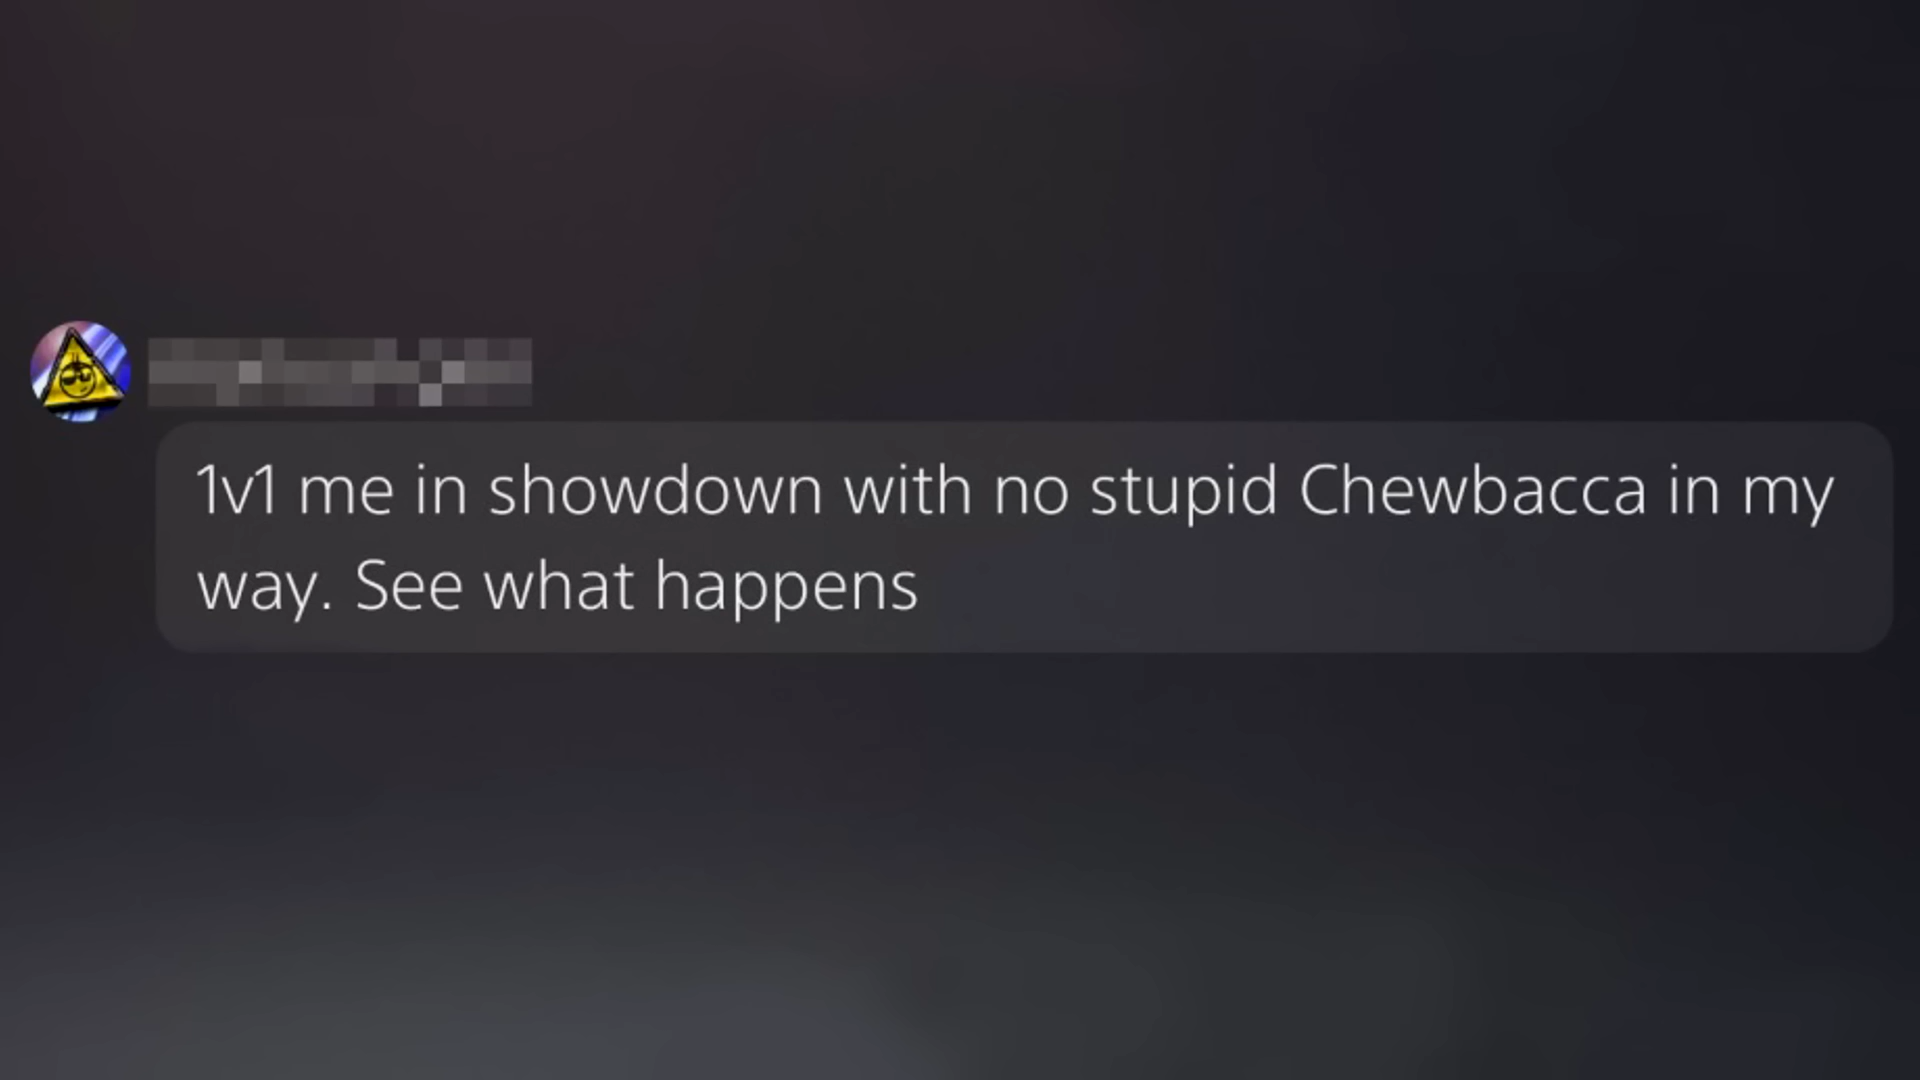 1v1 me in showdown with no stupid Chewbacca in my
way. See what happens